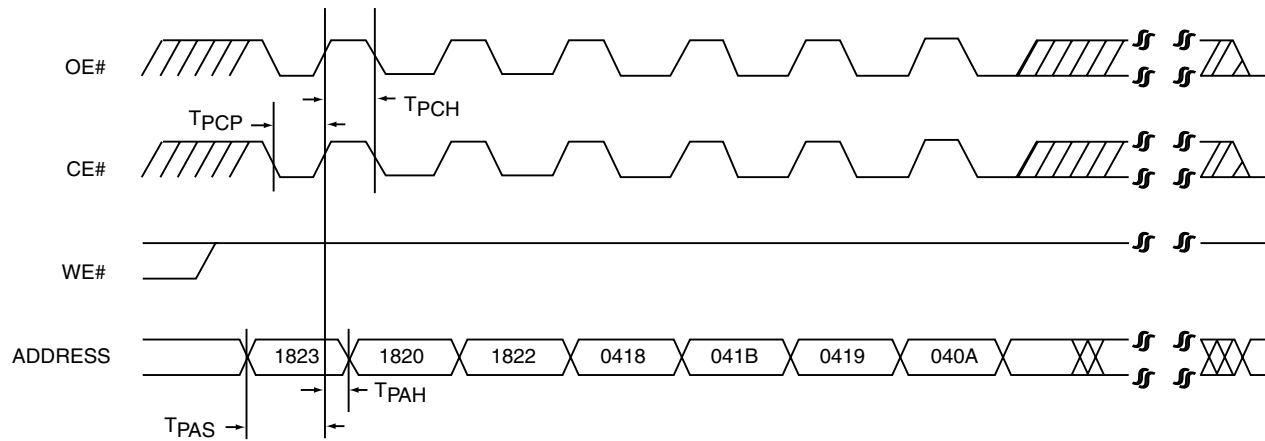 OE#
TPCP
TPCH
CE#
WE#
ADDRESS 1823 1820 1822 0418 041B 0419 040A
TPAH
TPAS